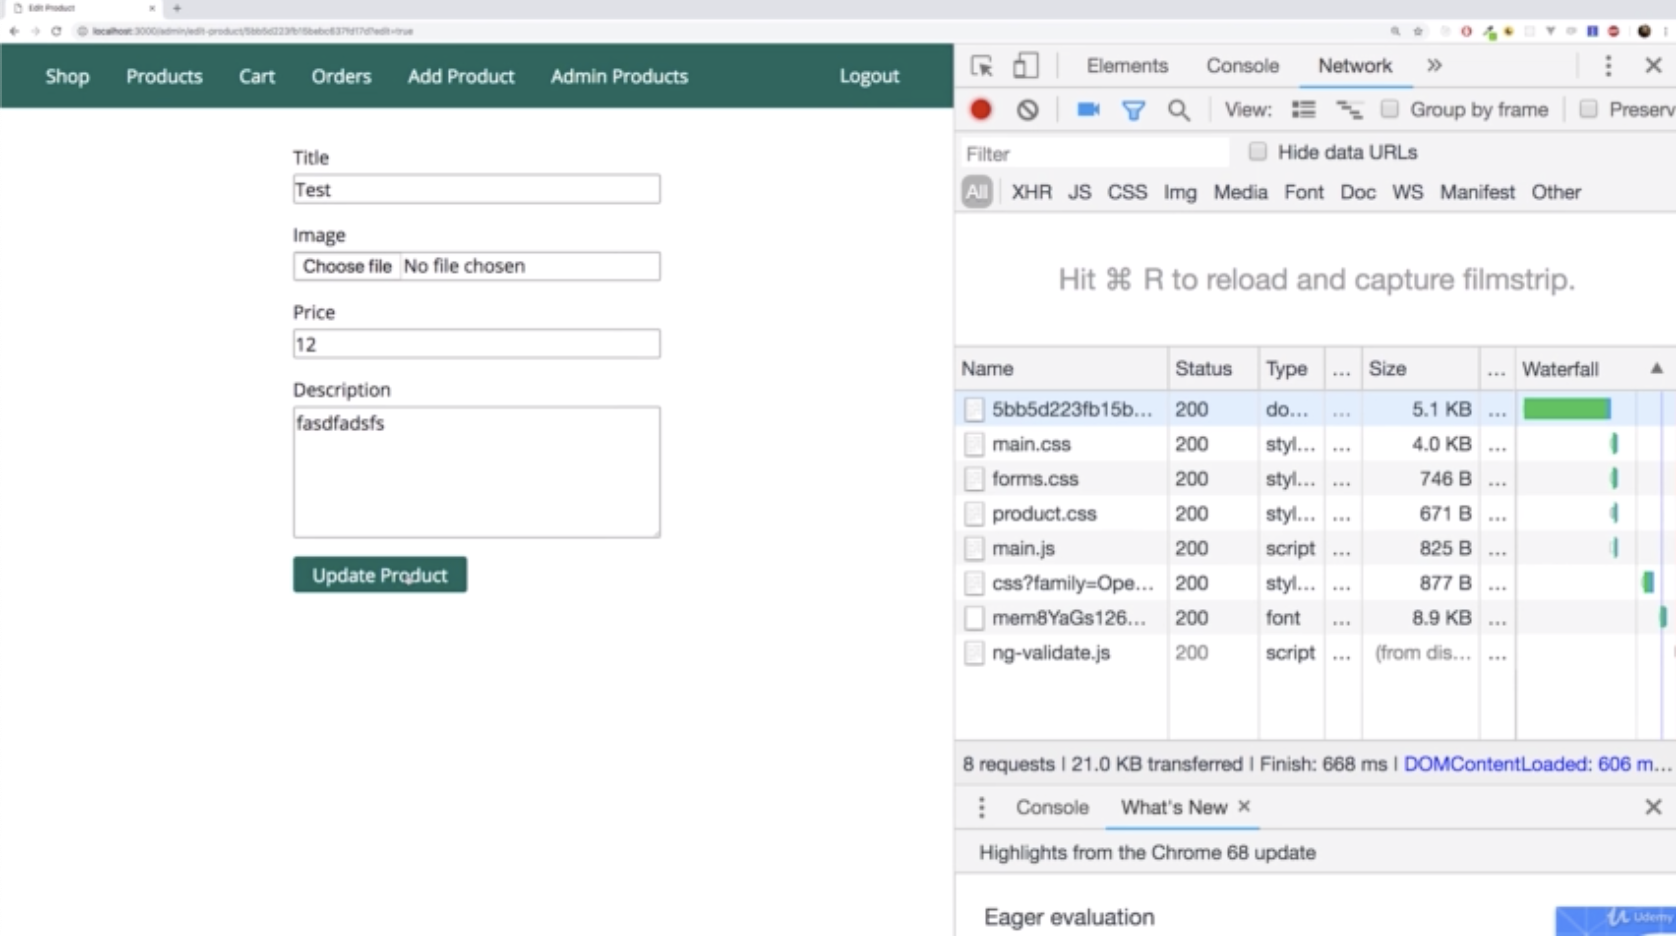 Edit Product
localhost:3000/admin/edit-product/5bb5d223fb15bebc637fd17d?edit=true
Shop Products Cart Orders Add Product Admin Products Logout
Title
Test
Image
Choose file No file chosen
Price
12
Description
fasdfadsfs
Update Product
Elements Console Network »
View: Group by frame Preserv
Filter Hide data URLs
All XHR JS CSS Img Media Font Doc WS Manifest Other
Hit ⌘ R to reload and capture filmstrip.
Name Status Type ... Size ... Waterfall ▲
5bb5d223fb15b... 200 do... ... 5.1 KB ...
main.css 200 styl... ... 4.0 KB ...
forms.css 200 styl... ... 746 B ...
product.css 200 styl... ... 671 B ...
main.js 200 script ... 825 B ...
css?family=Ope... 200 styl... ... 877 B ...
mem8YaGs126... 200 font ... 8.9 KB ...
ng-validate.js 200 script ... (from dis... ...
8 requests | 21.0 KB transferred | Finish: 668 ms | DOMContentLoaded: 606 m...
Console What's New ×
Highlights from the Chrome 68 update
Eager evaluation
Udemy